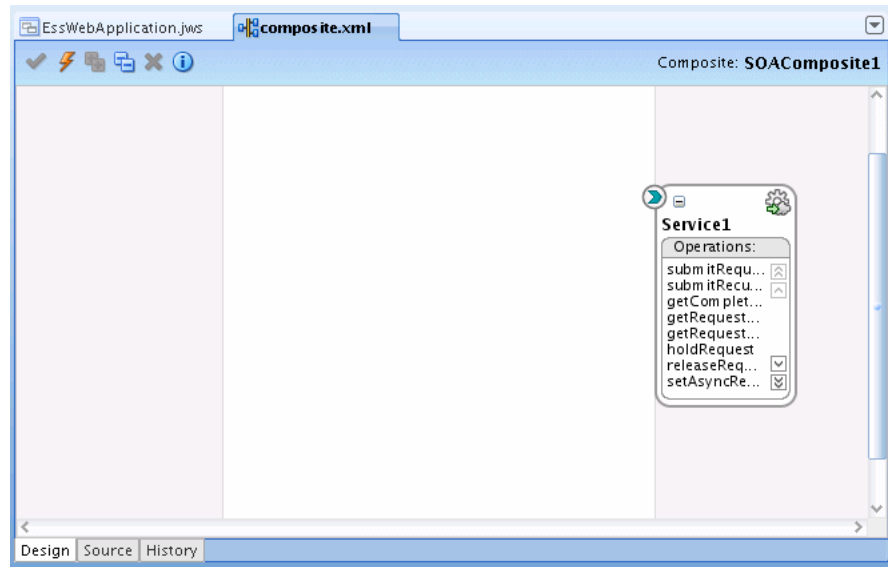 EssWebApplication.jws
composite.xml
Composite: SOAComposite1
Service1
Operations:
submitRequ...
submitRecu...
getComplet...
getRequest...
getRequest...
holdRequest
releaseReq...
setAsyncRe...
Design Source History